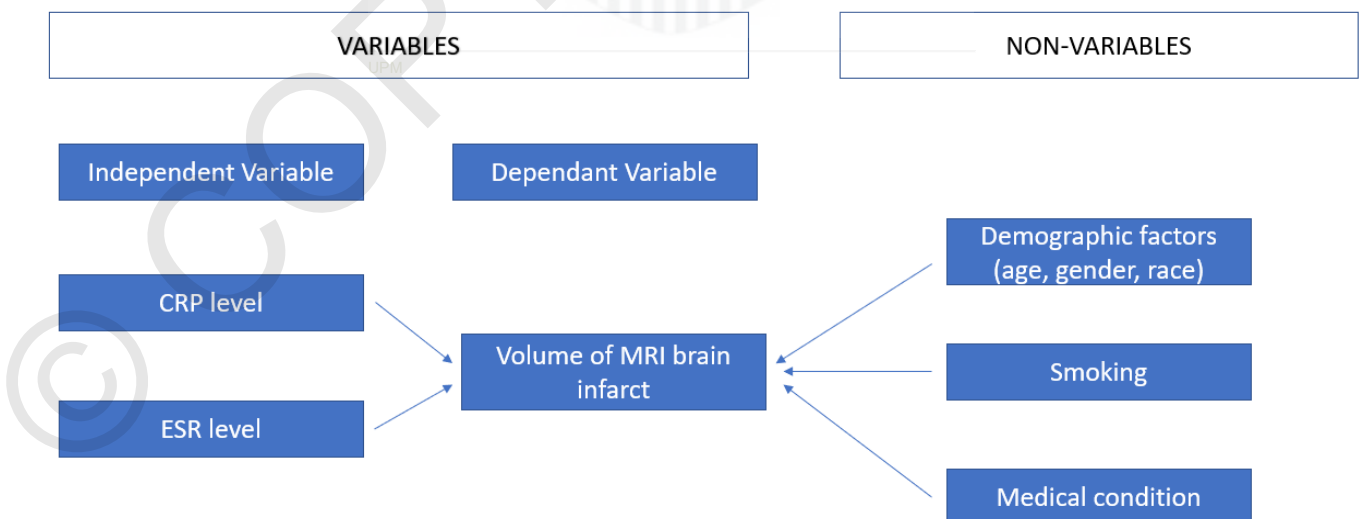 VARIABLES
NON-VARIABLES
UPM
Independent Variable
Dependant Variable
Demographic factors
(age, gender, race)
CRP level
Volume of MRI brain
infarct
Smoking
ESR level
Medical condition
© COP